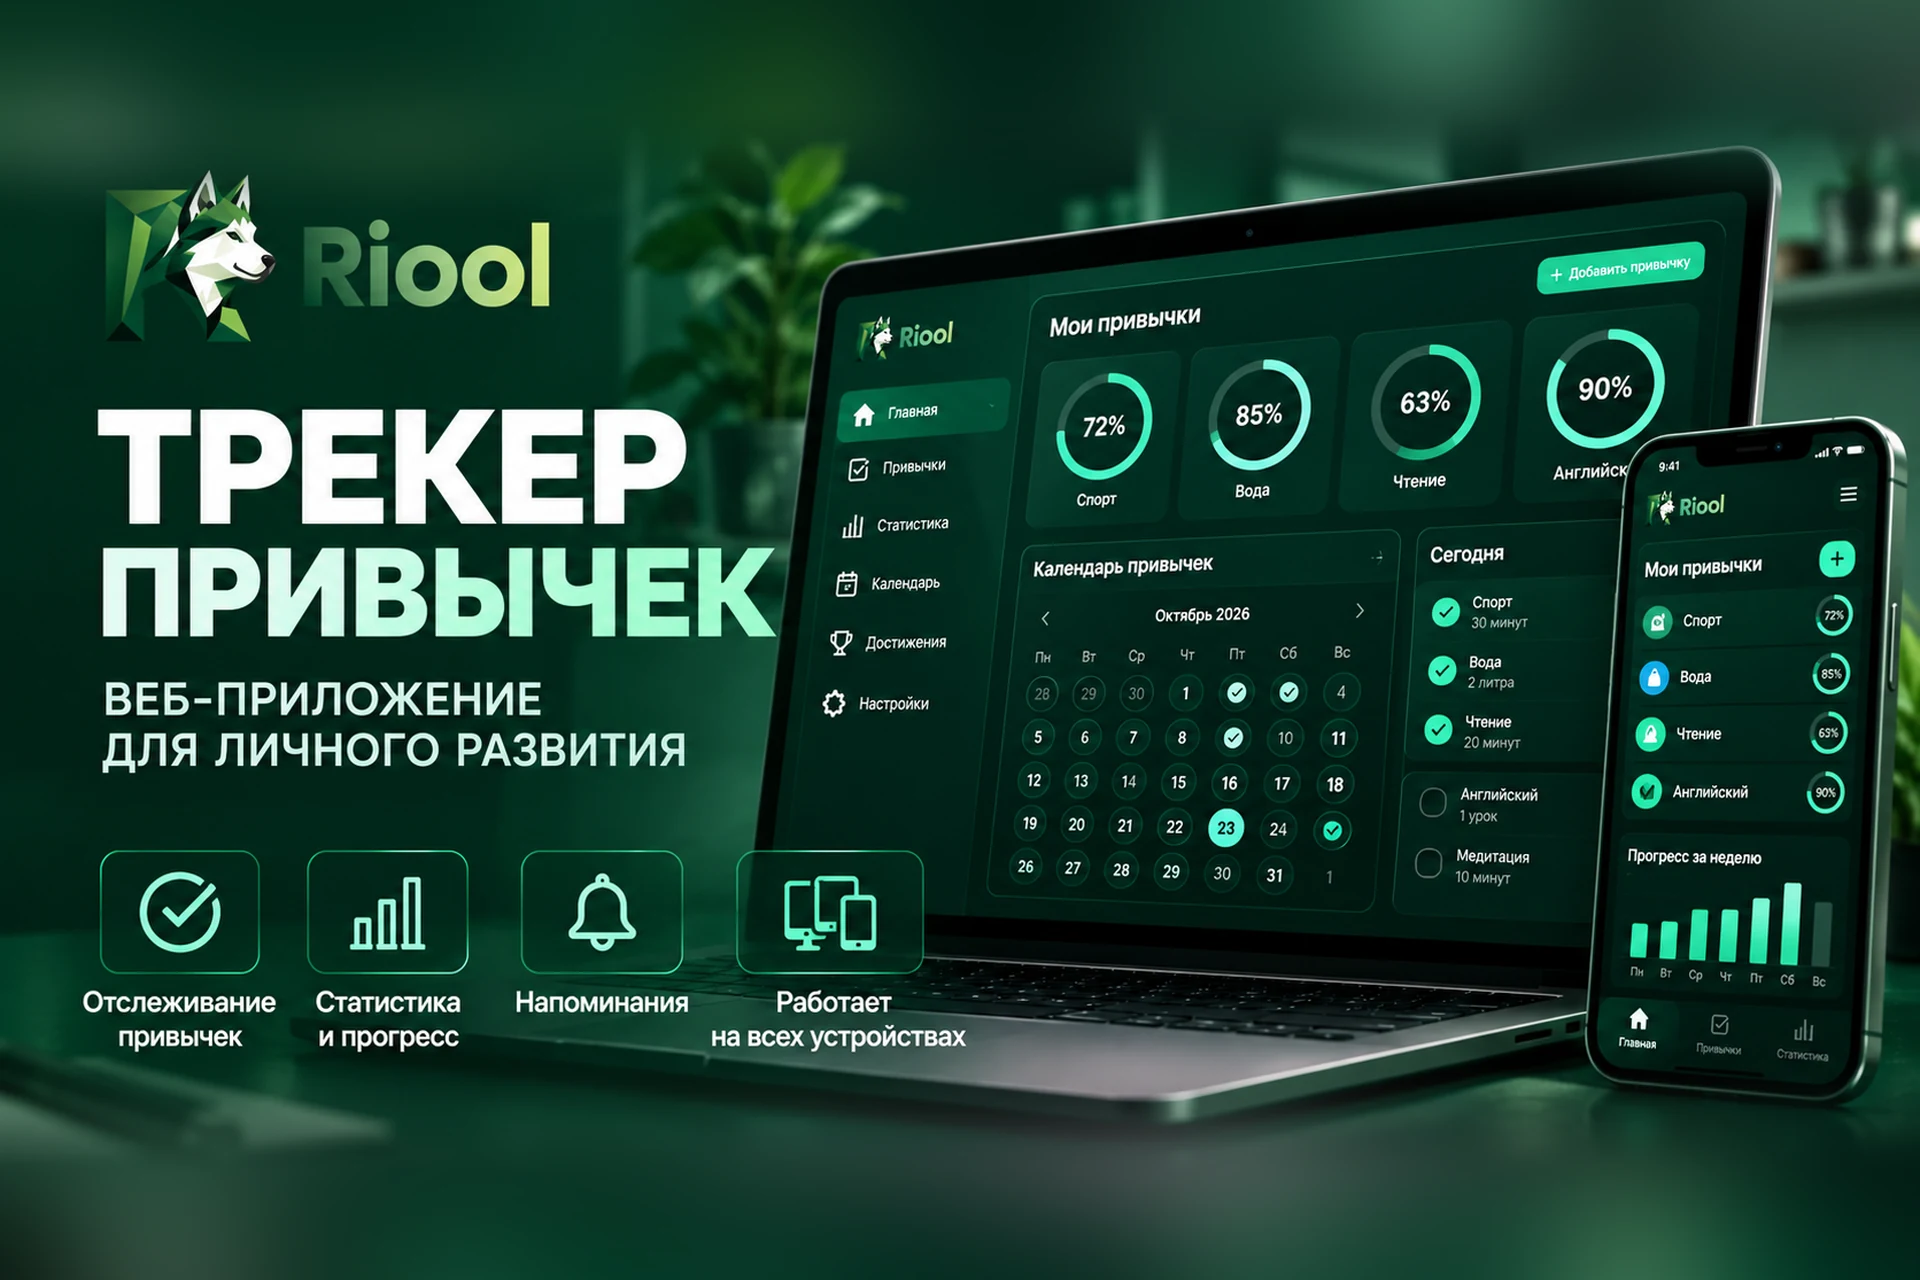 Riool
ТРЕКЕР
ПРИВЫЧЕК
ВЕБ-ПРИЛОЖЕНИЕ
ДЛЯ ЛИЧНОГО РАЗВИТИЯ
Отслеживание
привычек
Статистика
и прогресс
Напоминания
Работает
на всех устройствах
Riool
Главная
Привычки
Статистика
Календарь
Достижения
Настройки
Мои привычки
+ Добавить привычку
72%
Спорт
85%
Вода
63%
Чтение
90%
Английск
Календарь привычек
Октябрь 2026
Пн Вт Ср Чт Пт Сб Вс
28 29 30 1 4
5 6 7 8 10 11
12 13 14 15 16 17 18
19 20 21 22 23 24
26 27 28 29 30 31 1
Сегодня
Спорт
30 минут
Вода
2 литра
Чтение
20 минут
Английский
1 урок
Медитация
10 минут
9:41
Riool
Мои привычки
+
Спорт 72%
Вода 85%
Чтение 63%
Английский 90%
Прогресс за неделю
Пн Вт Ср Чт Пт Сб Вс
Главная Привычки Статистика